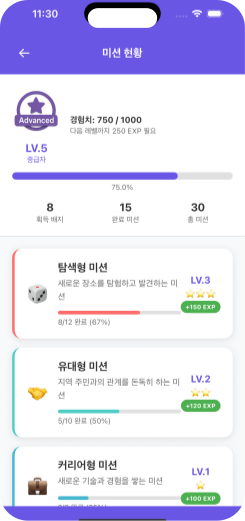 11:30
미션 현황
Advanced
LV.5
중급자
경험치: 750 / 1000
다음 레벨까지 250 EXP 필요
75.0%
8
획득 배지
15
완료 미션
30
총 미션
탐색형 미션
새로운 장소를 탐험하고 발견하는 미
션
8/12 완료 (67%)
LV.3
+150 EXP
유대형 미션
지역 주민과의 관계를 돈독히 하는 미
션
5/10 완료 (50%)
LV.2
+120 EXP
커리어형 미션
새로운 기술과 경험을 쌓는 미션
LV.1
+100 EXP